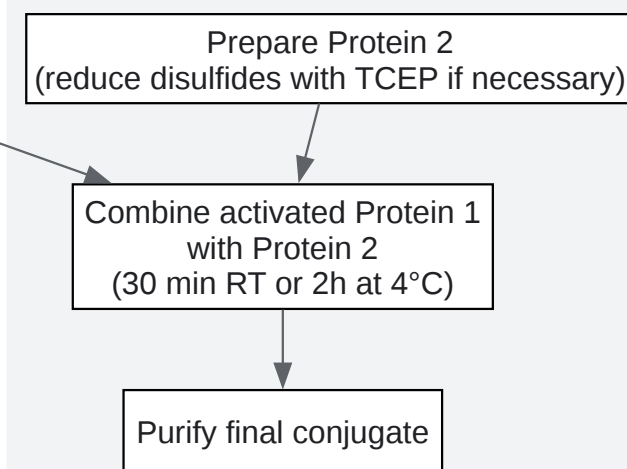 Prepare Protein 2
(reduce disulfides with TCEP if necessary)
Combine activated Protein 1
with Protein 2
(30 min RT or 2h at 4°C)
Purify final conjugate